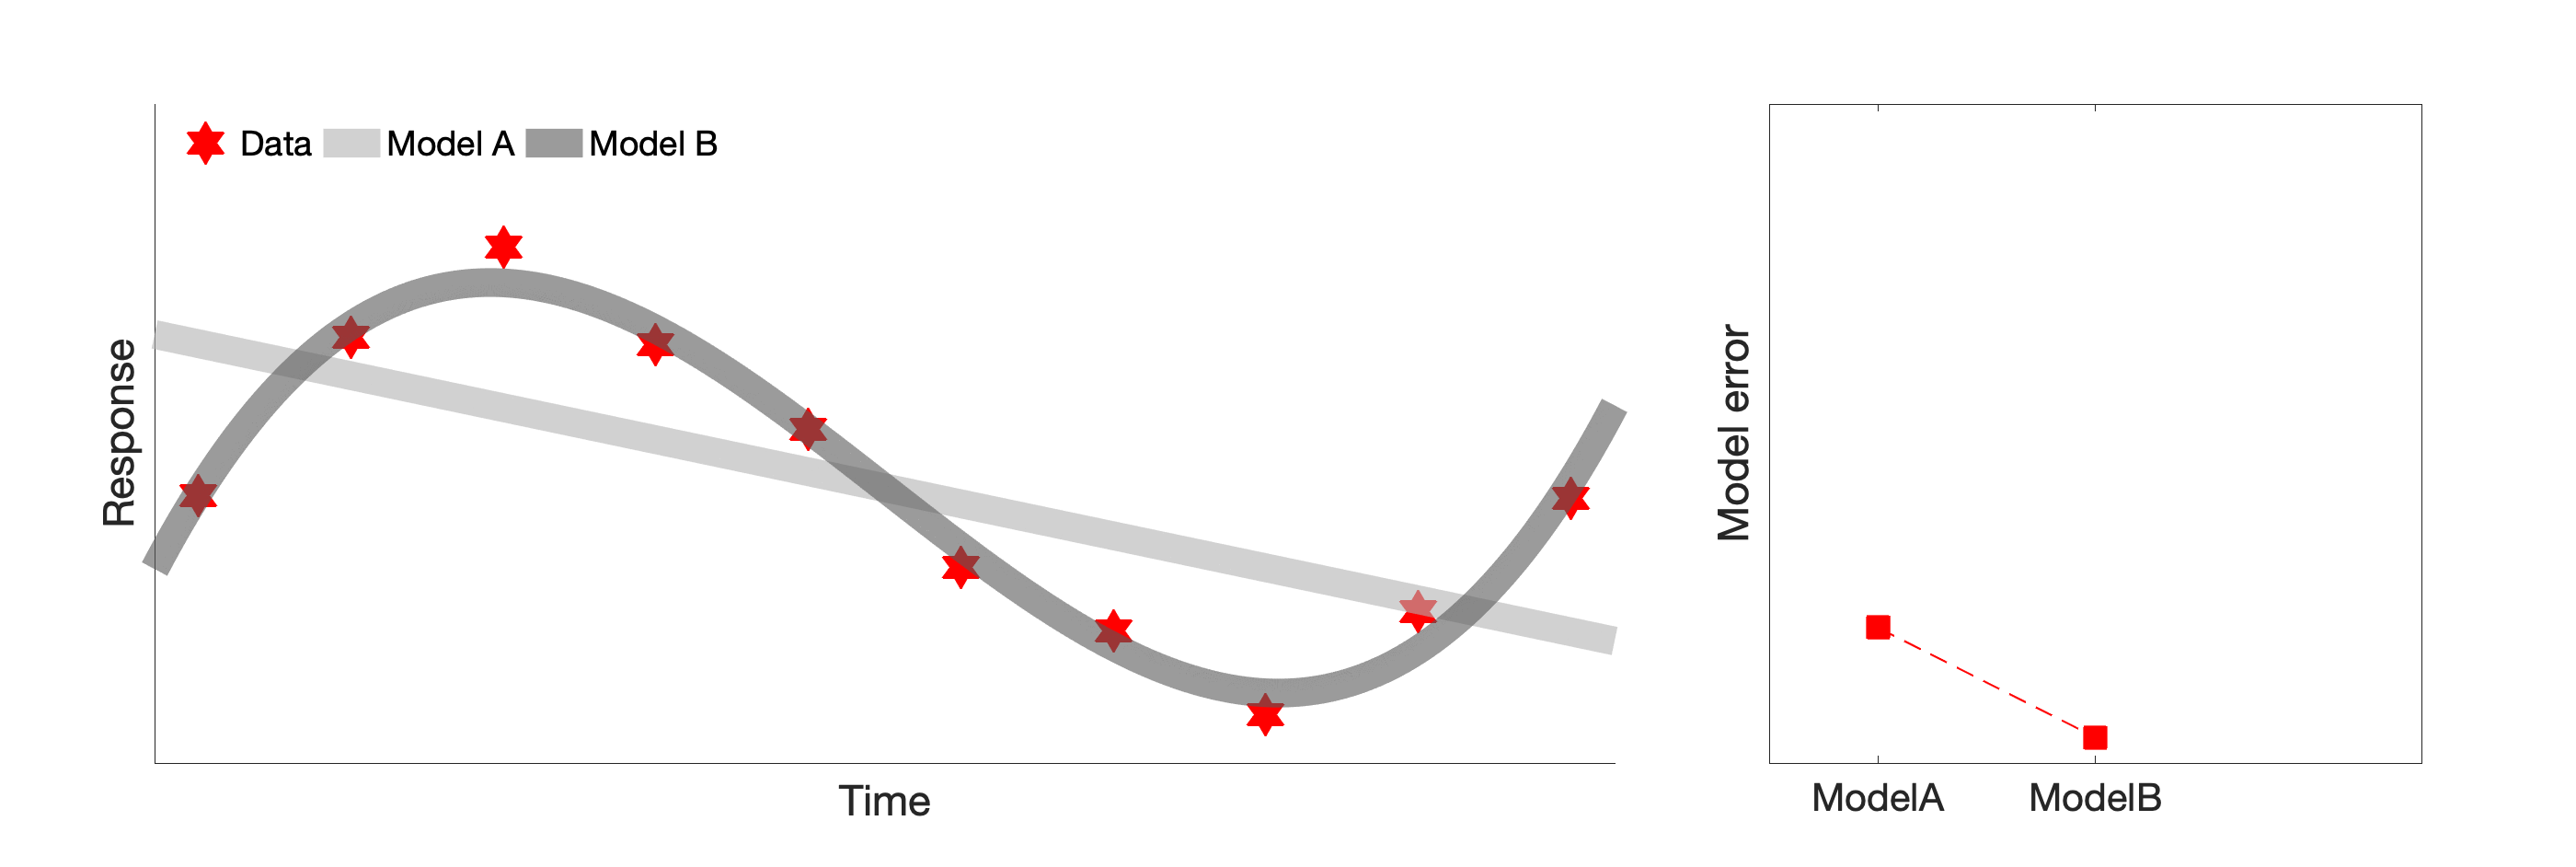 Data Model A Model B
Response
Time
Model error
ModelA ModelB